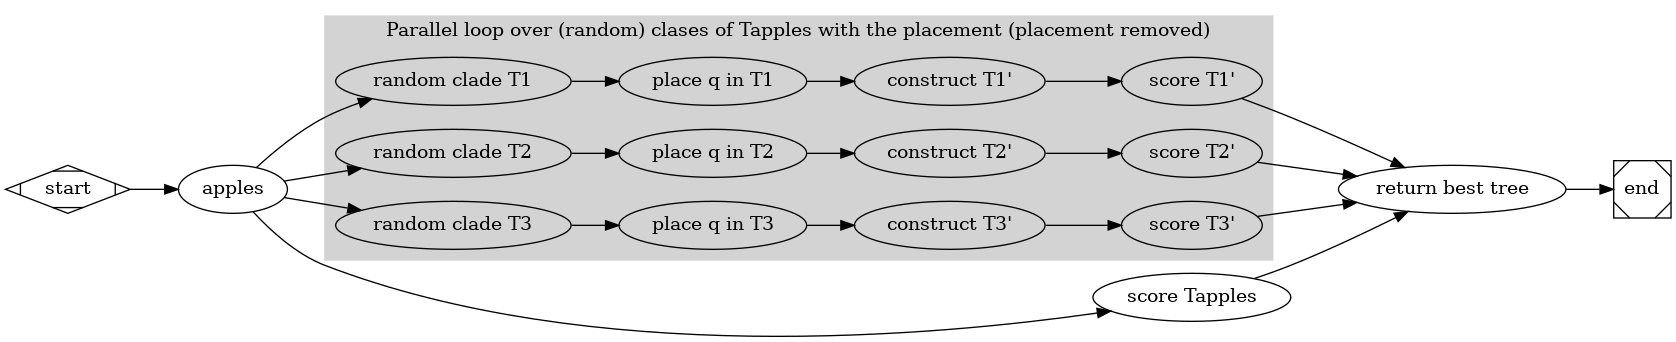 Parallel loop over (random) clases of Tapples with the placement (placement removed)
random clade T1
place q in T1
construct T1'
score T1'
random clade T2
place q in T2
construct T2'
score T2'
start
apples
return best tree
end
random clade T3
place q in T3
construct T3'
score T3'
score Tapples